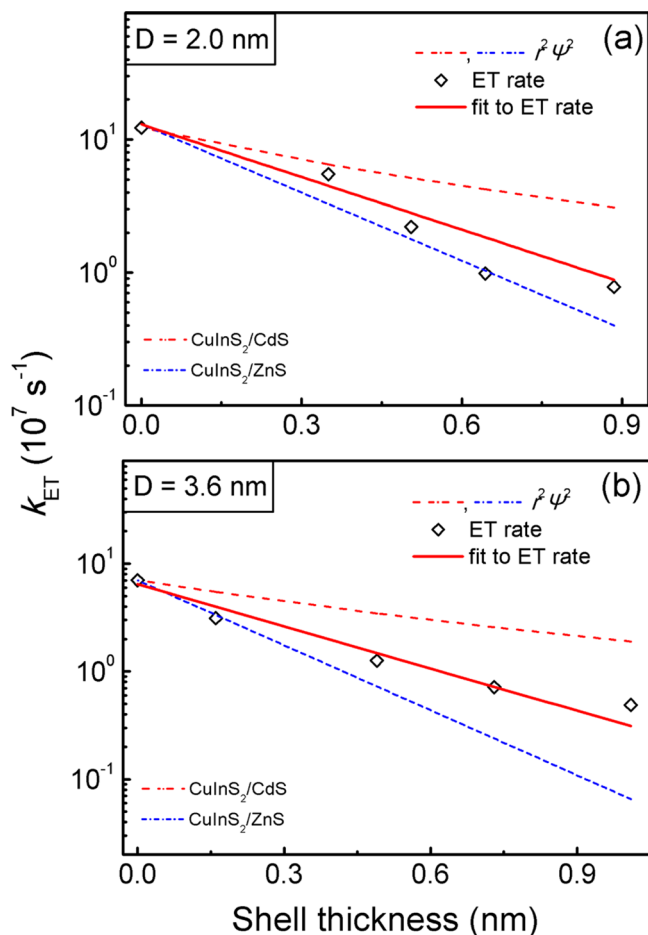 D = 2.0 nm
(a)
, r²ψ²
ET rate
fit to ET rate
10¹
10⁰
10⁻¹
CuInS₂/CdS
CuInS₂/ZnS
0.0 0.3 0.6 0.9
k_ET (10⁷ s⁻¹)
D = 3.6 nm
(b)
, r²ψ²
ET rate
fit to ET rate
10¹
10⁰
10⁻¹
CuInS₂/CdS
CuInS₂/ZnS
0.0 0.3 0.6 0.9
Shell thickness (nm)